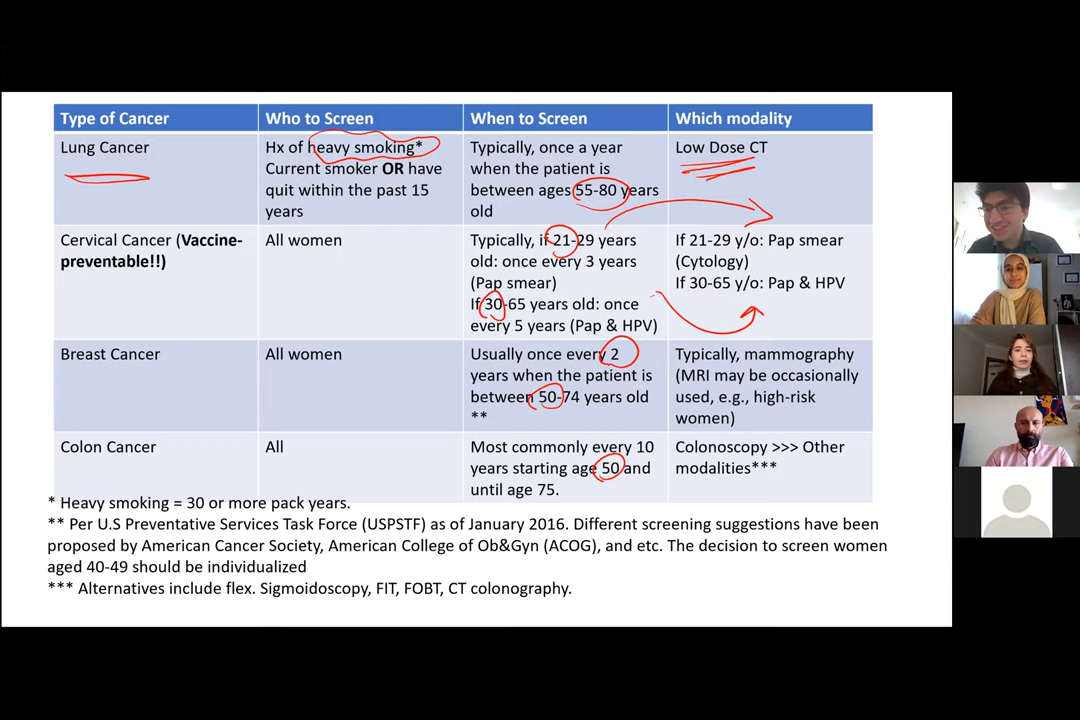 Type of Cancer
Who to Screen
When to Screen
Which modality
Lung Cancer
Hx of heavy smoking*
Current smoker OR have
quit within the past 15
years
Typically, once a year
when the patient is
between ages 55-80 years
old
Low Dose CT
Cervical Cancer (Vaccine-
preventable!!)
All women
Typically, if 21-29 years
old: once every 3 years
(Pap smear)
If 30-65 years old: once
every 5 years (Pap & HPV)
If 21-29 y/o: Pap smear
(Cytology)
If 30-65 y/o: Pap & HPV
Breast Cancer
All women
Usually once every 2
years when the patient is
between 50-74 years old
**
Typically, mammography
(MRI may be occasionally
used, e.g., high-risk
women)
Colon Cancer
All
Most commonly every 10
years starting age 50 and
until age 75.
Colonoscopy >>> Other
modalities***
* Heavy smoking = 30 or more pack years.
** Per U.S Preventative Services Task Force (USPSTF) as of January 2016. Different screening suggestions have been
proposed by American Cancer Society, American College of Ob&Gyn (ACOG), and etc. The decision to screen women
aged 40-49 should be individualized
*** Alternatives include flex. Sigmoidoscopy, FIT, FOBT, CT colonography.